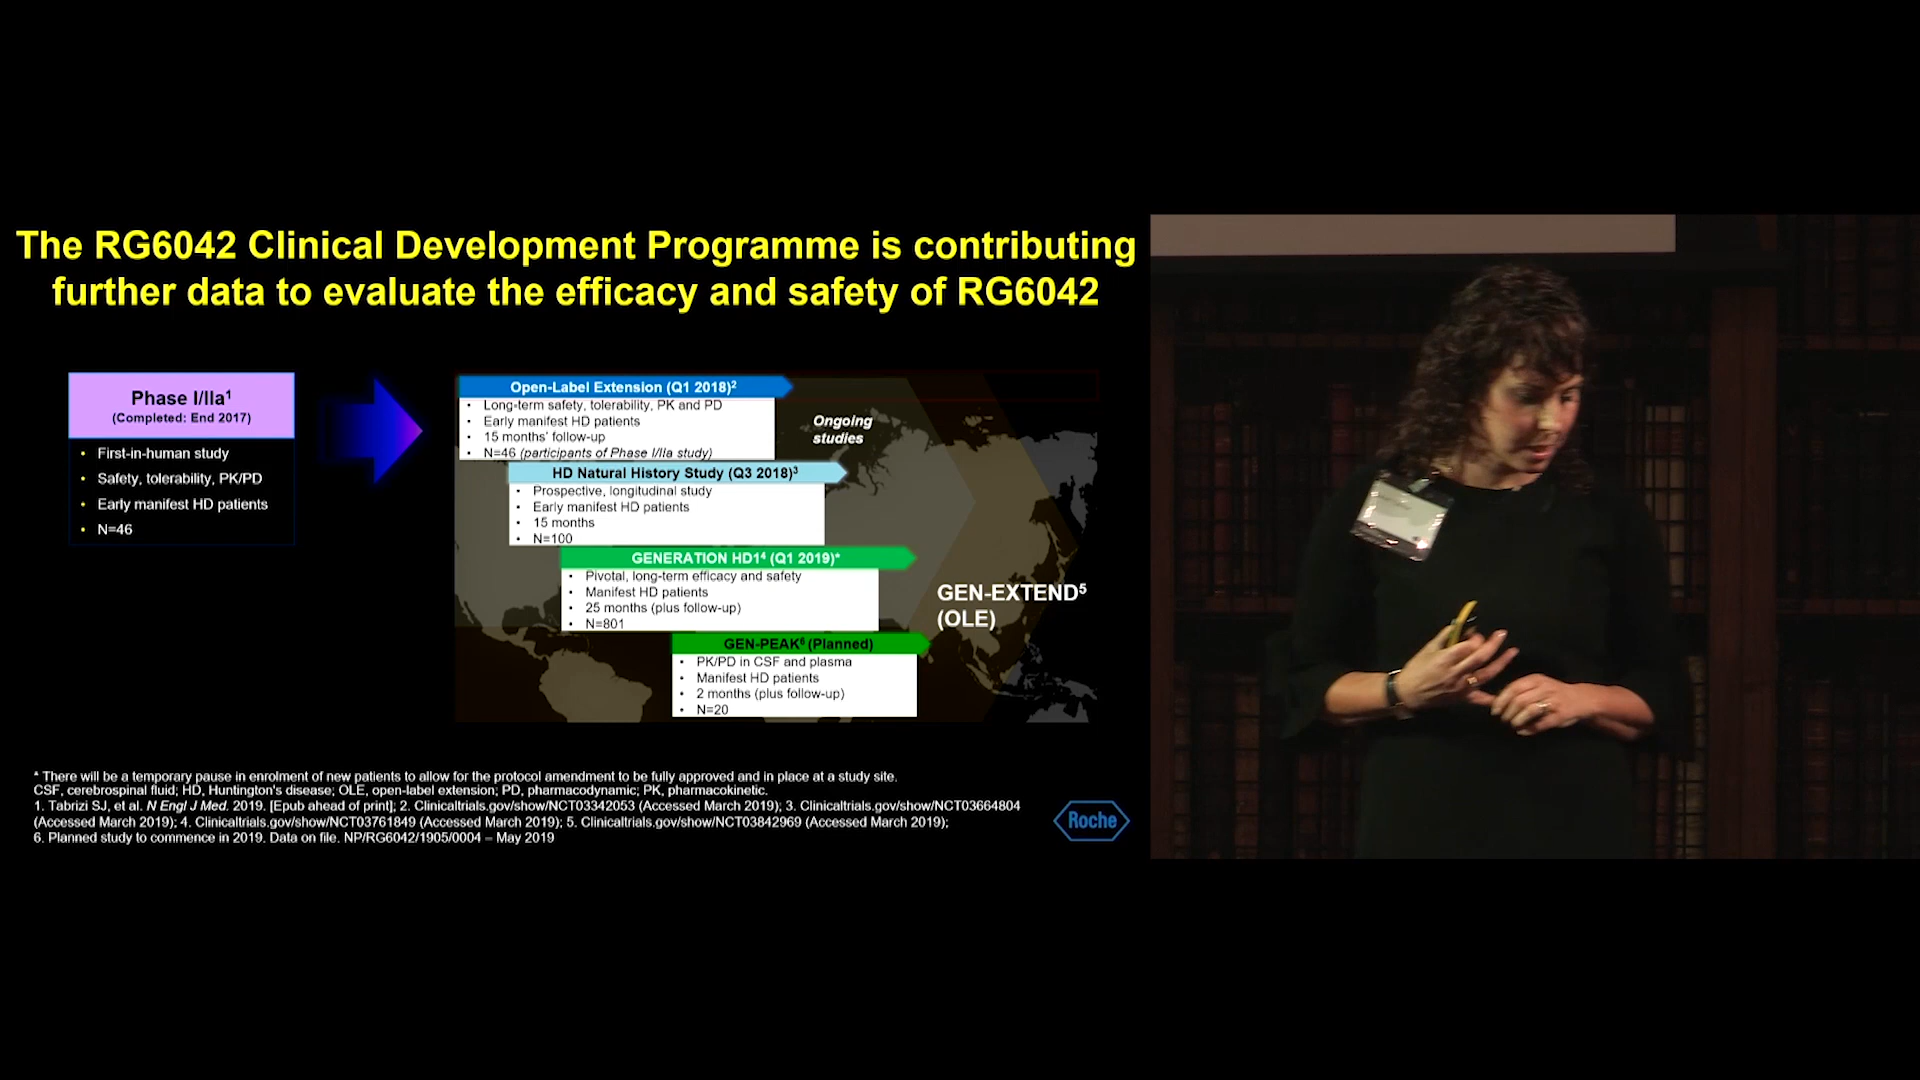 The RG6042 Clinical Development Programme is contributing
further data to evaluate the efficacy and safety of RG6042
Phase I/IIa¹
(Completed: End 2017)
• First-in-human study
• Safety, tolerability, PK/PD
• Early manifest HD patients
• N=46
Open-Label Extension (Q1 2018)²
• Long-term safety, tolerability, PK and PD
• Early manifest HD patients
• 15 months' follow-up
• N=46 (participants of Phase I/IIa study)
Ongoing
studies
HD Natural History Study (Q3 2018)³
• Prospective, longitudinal study
• Early manifest HD patients
• 15 months
• N=100
GENERATION HD1⁴ (Q1 2019)*
• Pivotal, long-term efficacy and safety
• Manifest HD patients
• 25 months (plus follow-up)
• N=801
GEN-EXTEND⁵
(OLE)
GEN-PEAK⁶ (Planned)
• PK/PD in CSF and plasma
• Manifest HD patients
• 2 months (plus follow-up)
• N=20
* There will be a temporary pause in enrolment of new patients to allow for the protocol amendment to be fully approved and in place at a study site.
CSF, cerebrospinal fluid; HD, Huntington's disease; OLE, open-label extension; PD, pharmacodynamic; PK, pharmacokinetic.
1. Tabrizi SJ, et al. N Engl J Med. 2019. [Epub ahead of print]; 2. Clinicaltrials.gov/show/NCT03342053 (Accessed March 2019); 3. Clinicaltrials.gov/show/NCT03664804
(Accessed March 2019); 4. Clinicaltrials.gov/show/NCT03761849 (Accessed March 2019); 5. Clinicaltrials.gov/show/NCT03842969 (Accessed March 2019);
6. Planned study to commence in 2019. Data on file. NP/RG6042/1905/0004 – May 2019
Roche